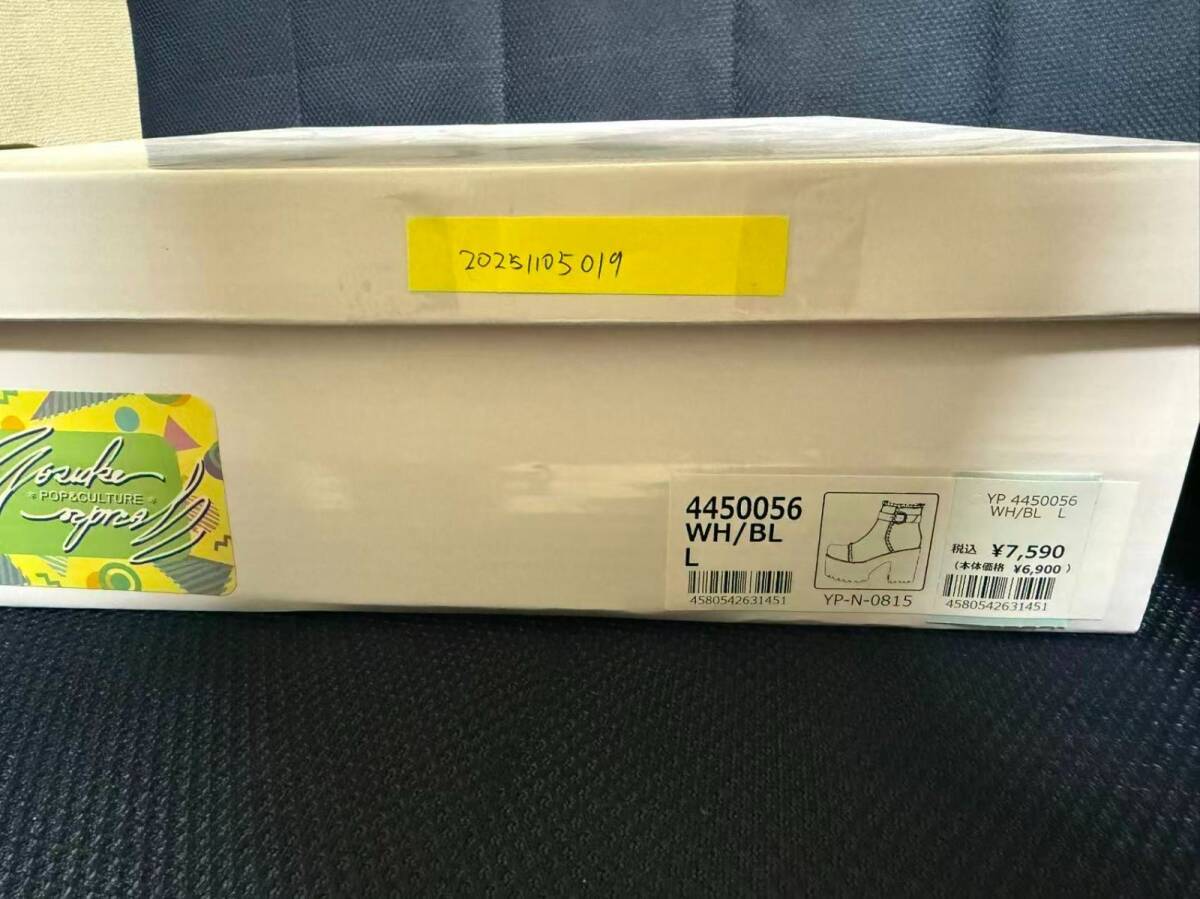 20251105019
Yosuke
POP&CULTURE
4450056
WH/BL
L
4580542631451
YP-N-0815
YP 4450056
WH/BL L
税込 ¥7,590
(本体価格 ¥6,900)
4580542631451